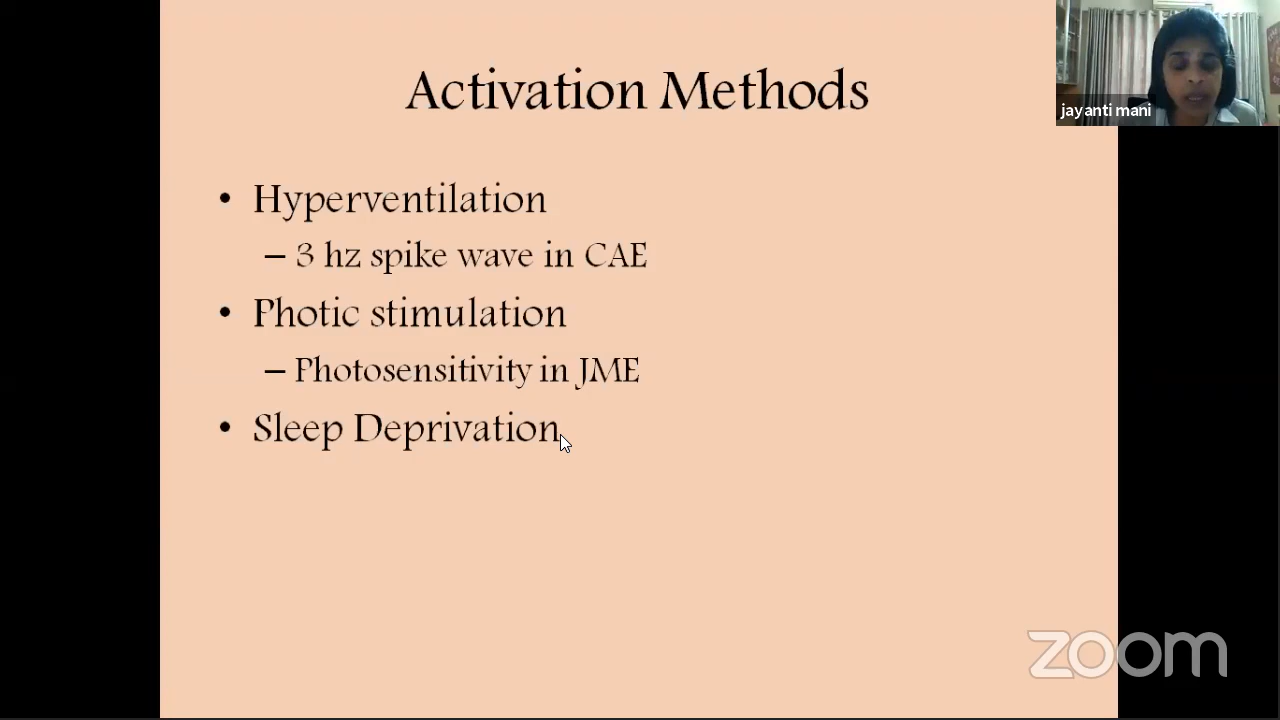 Activation Methods
jayanti mani
• Hyperventilation
– 3 hz spike wave in CAE
• Photic stimulation
– Photosensitivity in JME
• Sleep Deprivation
zoom